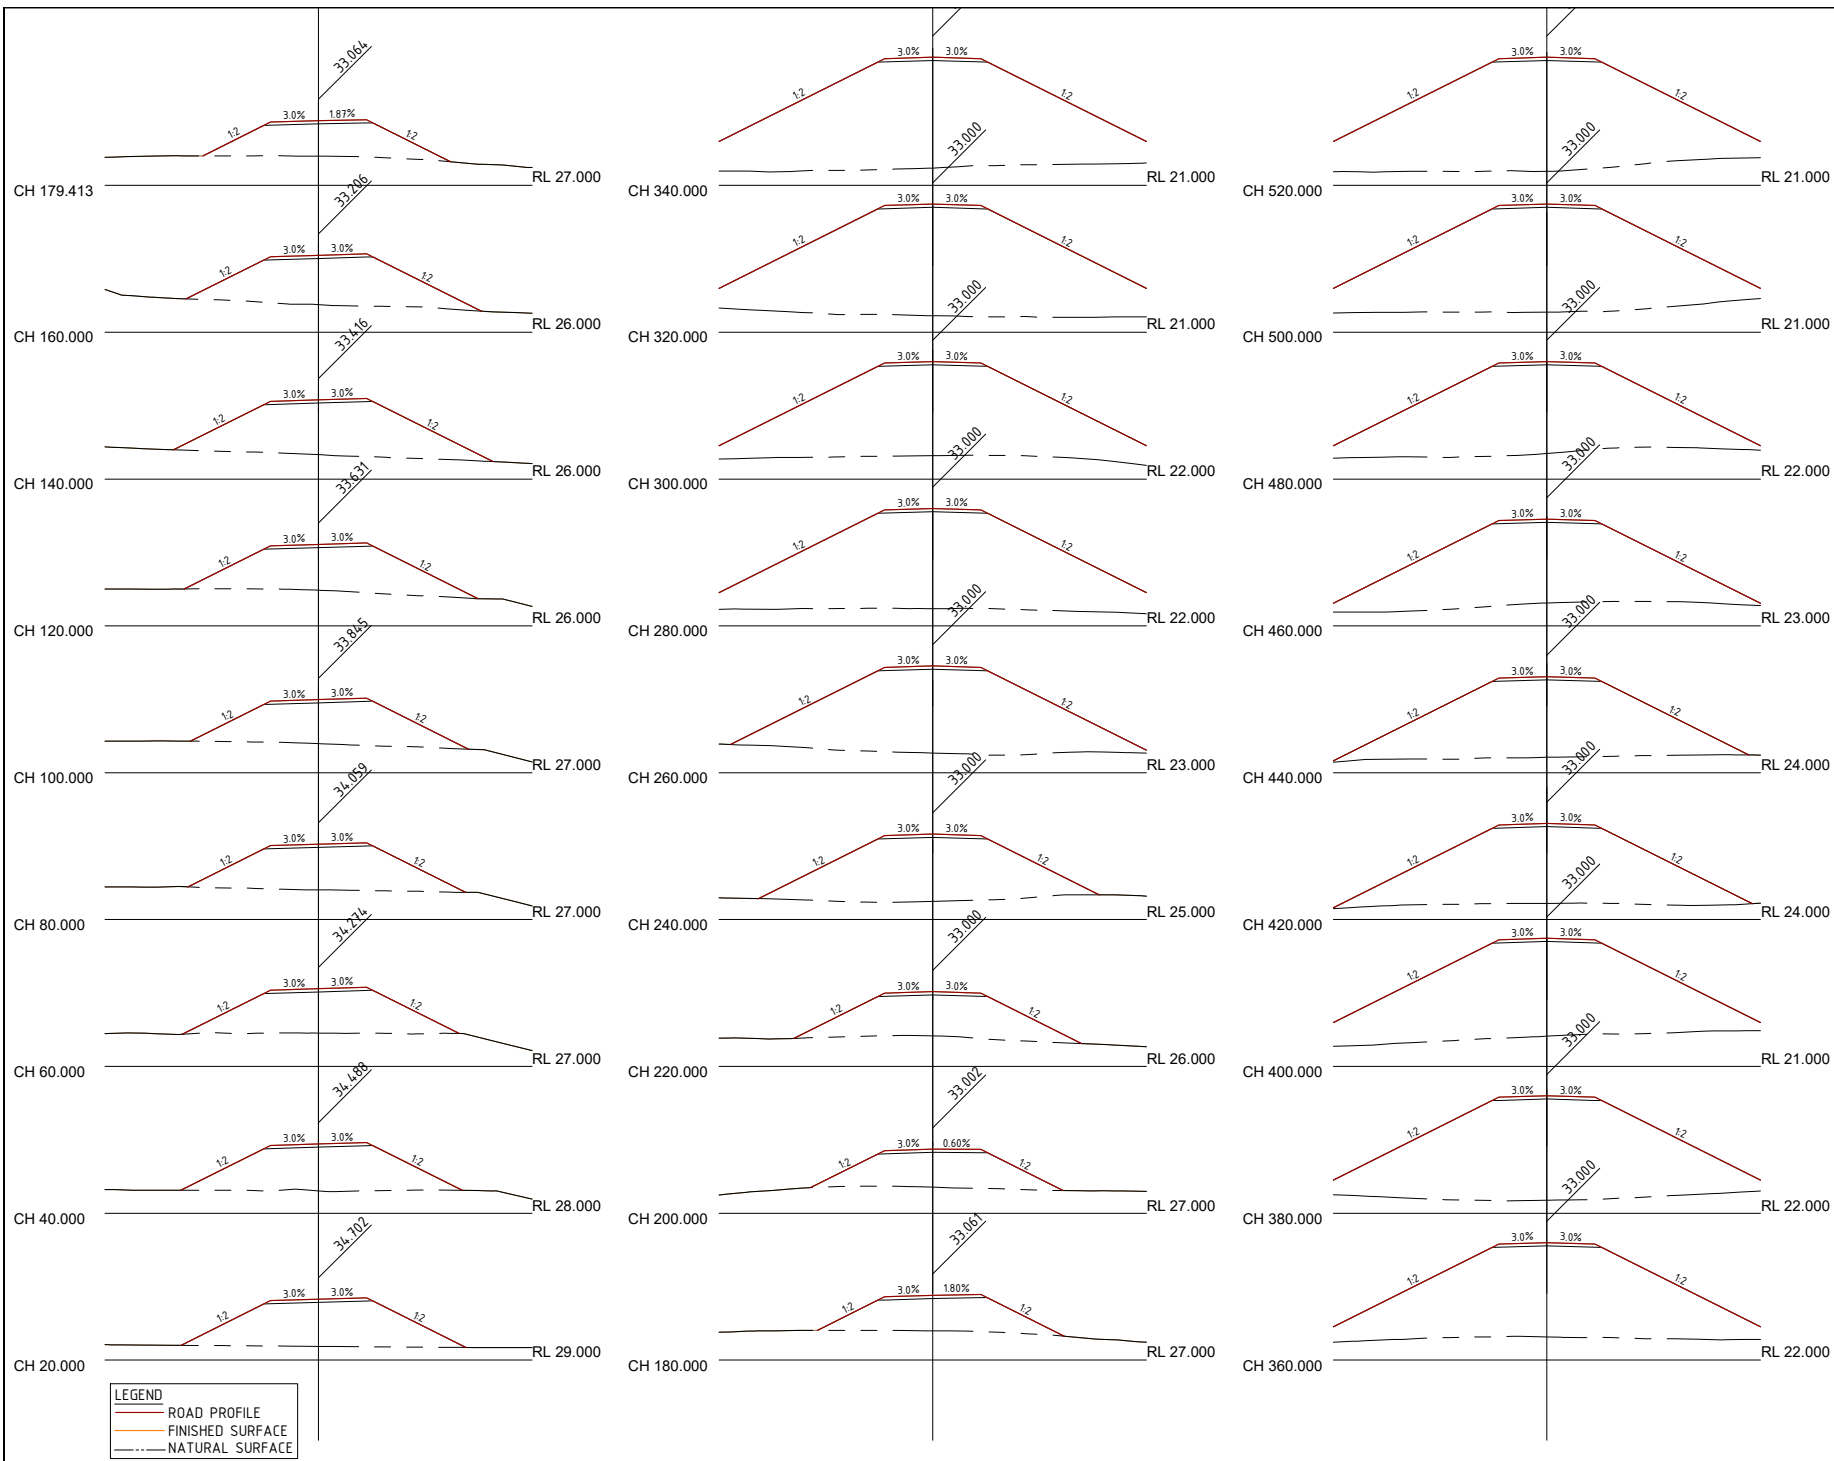 33.064
3.0% 1.87%
1:2 1:2
CH 179.413 RL 27.000
33.206
3.0% 3.0%
1:2 1:2
CH 160.000 RL 26.000
33.416
3.0% 3.0%
1:2 1:2
CH 140.000 RL 26.000
33.631
3.0% 3.0%
1:2 1:2
CH 120.000 RL 26.000
33.845
3.0% 3.0%
1:2 1:2
CH 100.000 RL 27.000
34.059
3.0% 3.0%
1:2 1:2
CH 80.000 RL 27.000
34.274
3.0% 3.0%
1:2 1:2
CH 60.000 RL 27.000
34.488
3.0% 3.0%
1:2 1:2
CH 40.000 RL 28.000
34.702
3.0% 3.0%
1:2 1:2
CH 20.000 RL 29.000
LEGEND
ROAD PROFILE
FINISHED SURFACE
NATURAL SURFACE
3.0% 3.0%
1:2 1:2
CH 340.000 RL 21.000
33.000
3.0% 3.0%
1:2 1:2
CH 320.000 RL 21.000
33.000
3.0% 3.0%
1:2 1:2
CH 300.000 RL 22.000
33.000
3.0% 3.0%
1:2 1:2
CH 280.000 RL 22.000
33.000
3.0% 3.0%
1:2 1:2
CH 260.000 RL 23.000
33.000
3.0% 3.0%
1:2 1:2
CH 240.000 RL 25.000
33.000
3.0% 3.0%
1:2 1:2
CH 220.000 RL 26.000
33.002
3.0% 0.60%
1:2 1:2
CH 200.000 RL 27.000
33.061
3.0% 1.80%
1:2 1:2
CH 180.000 RL 27.000
3.0% 3.0%
1:2 1:2
CH 520.000 RL 21.000
33.000
3.0% 3.0%
1:2 1:2
CH 500.000 RL 21.000
33.000
3.0% 3.0%
1:2 1:2
CH 480.000 RL 22.000
33.000
3.0% 3.0%
1:2 1:2
CH 460.000 RL 23.000
33.000
3.0% 3.0%
1:2 1:2
CH 440.000 RL 24.000
33.000
3.0% 3.0%
1:2 1:2
CH 420.000 RL 24.000
33.000
3.0% 3.0%
1:2 1:2
CH 400.000 RL 21.000
33.000
3.0% 3.0%
1:2 1:2
CH 380.000 RL 22.000
33.000
3.0% 3.0%
1:2 1:2
CH 360.000 RL 22.000